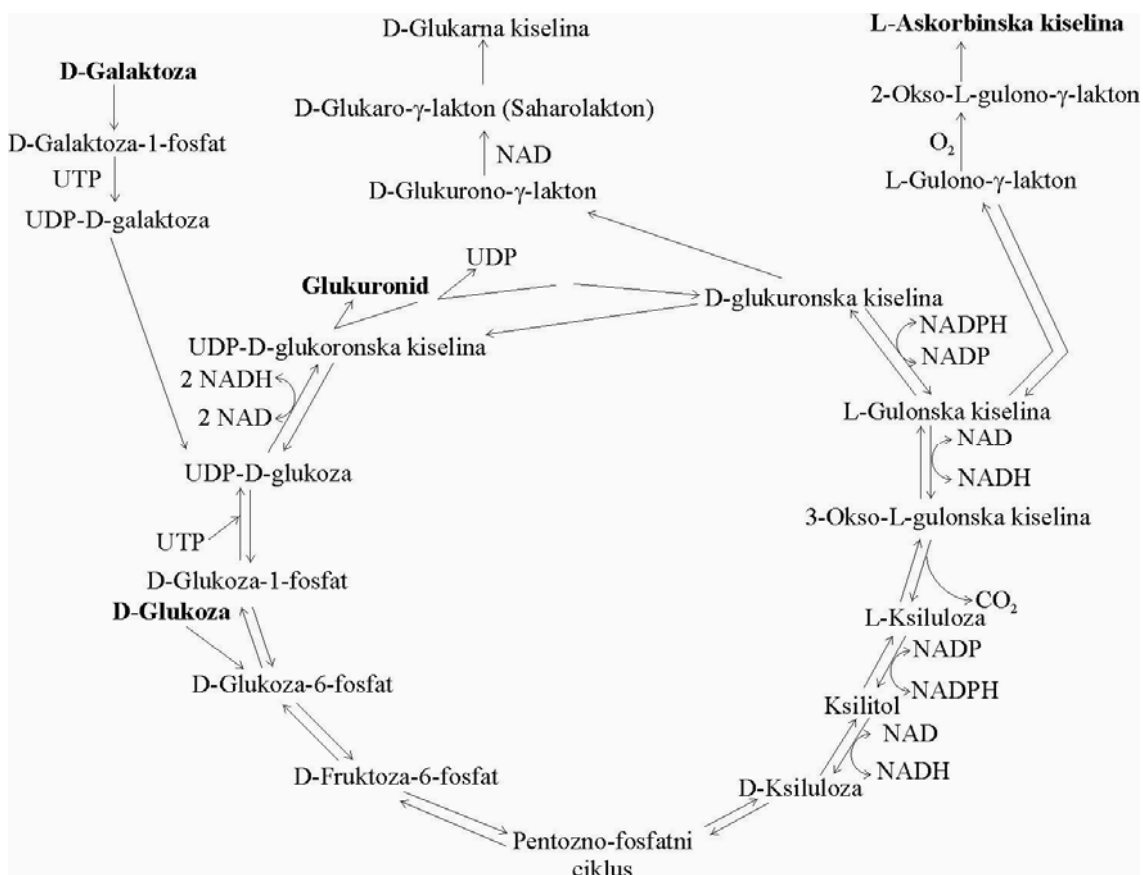 D-Glukarna kiselina
L-Askorbinska kiselina
D-Galaktoza
2-Okso-L-gulono-γ-lakton
D-Glukaro-γ-lakton (Saharolakton)
D-Galaktoza-1-fosfat
O₂
NAD
UTP
L-Gulono-γ-lakton
D-Glukurono-γ-lakton
UDP-D-galaktoza
UDP
Glukuronid
D-glukuronska kiselina
NADPH
UDP-D-glukoronska kiselina
NADP
2 NADH
2 NAD
L-Gulonska kiselina
NAD
UDP-D-glukoza
NADH
3-Okso-L-gulonska kiselina
UTP
D-Glukoza-1-fosfat
CO₂
D-Glukoza
L-Ksiluloza
NADP
D-Glukoza-6-fosfat
NADPH
Ksilitol
NAD
D-Fruktoza-6-fosfat
NADH
D-Ksiluloza
Pentozno-fosfatni
ciklus